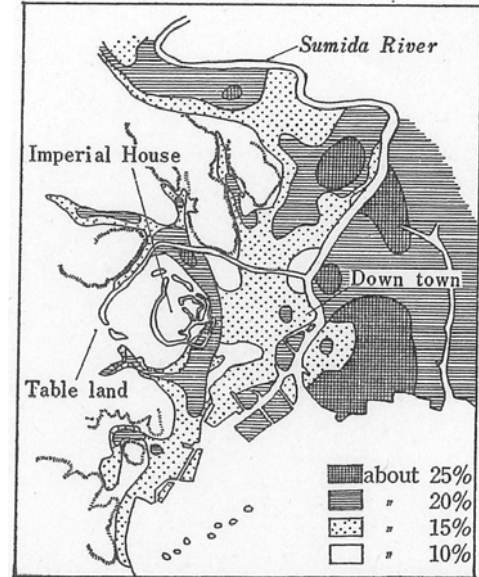 Sumida River
Imperial House
Down town
Table land
about 25%
" 20%
" 15%
" 10%